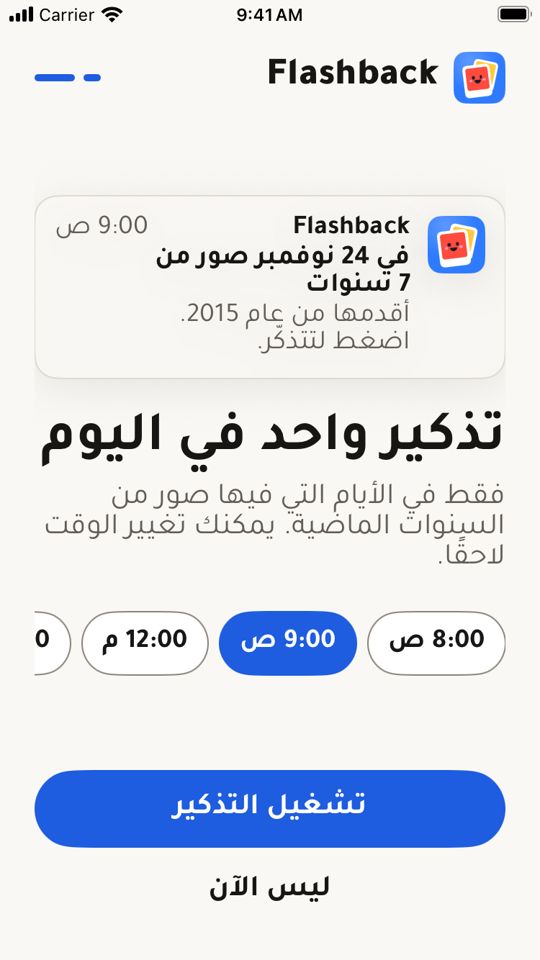 Carrier
9:41 AM
Flashback
Flashback
9:00 ص
في 24 نوفمبر صور من
7 سنوات
أقدمها من عام 2015.
اضغط لتتذكّر.
تذكير واحد في اليوم
فقط في الأيام التي فيها صور من
السنوات الماضية. يمكنك تغيير الوقت
لاحقًا.
8:00 ص
9:00 ص
12:00 م
تشغيل التذكير
ليس الآن